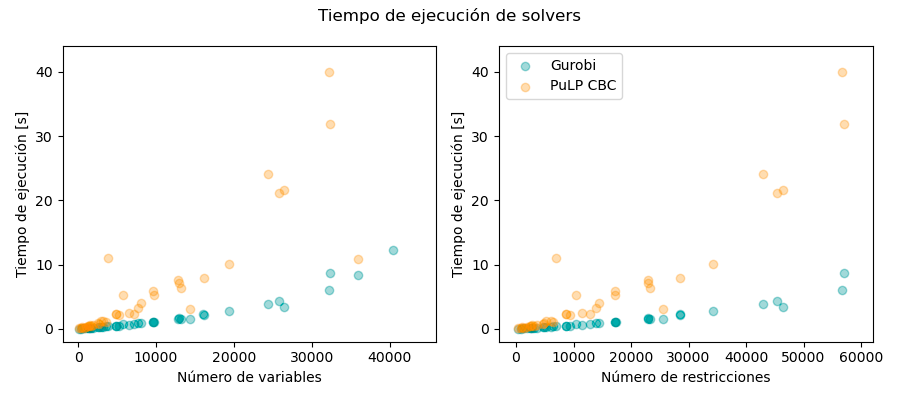 Tiempo de ejecución de solvers
Tiempo de ejecución [s]
40
30
20
10
0
0 10000 20000 30000 40000
Número de variables
Tiempo de ejecución [s]
40
30
20
10
0
Gurobi
PuLP CBC
0 10000 20000 30000 40000 50000 60000
Número de restricciones